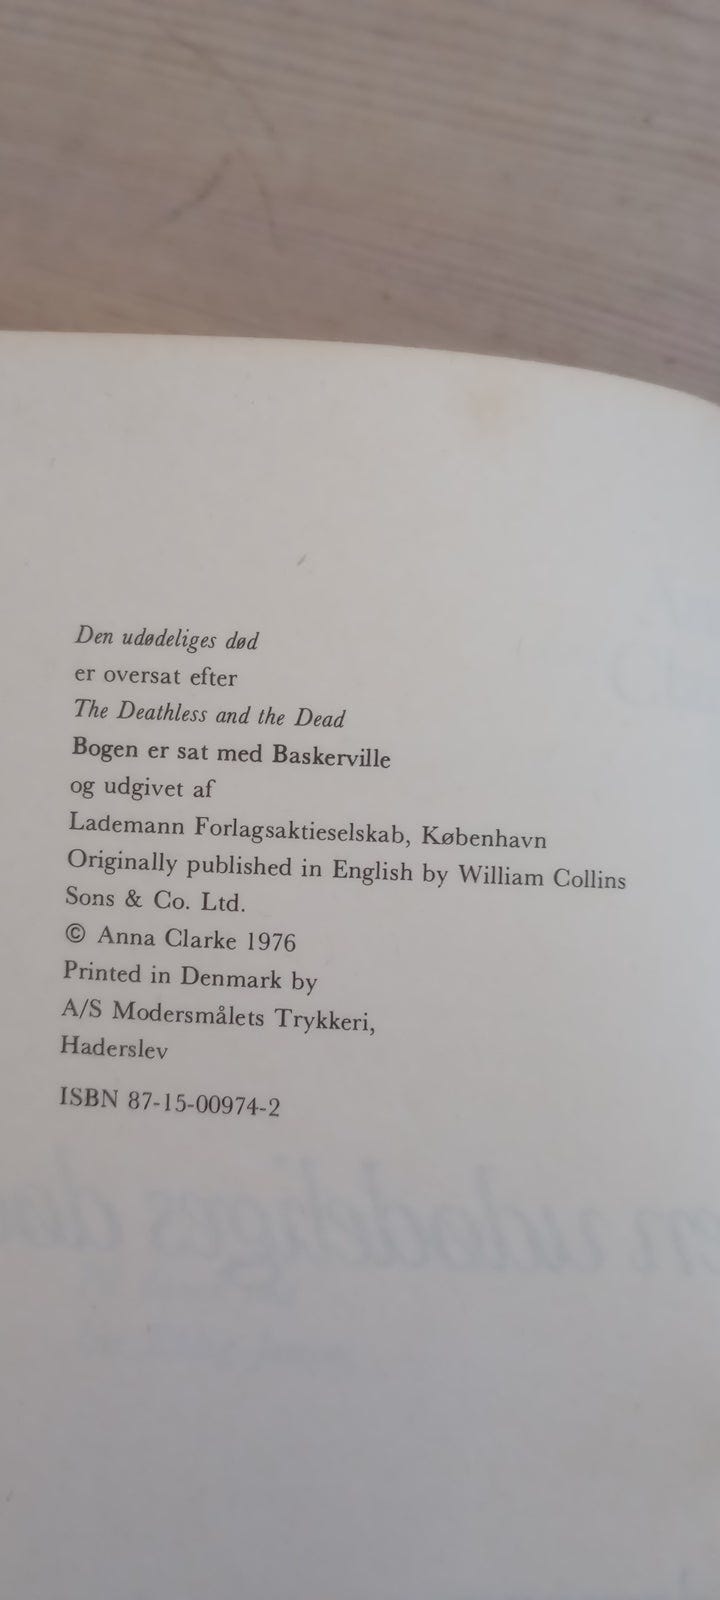 Den udødeliges død
er oversat efter
The Deathless and the Dead
Bogen er sat med Baskerville
og udgivet af
Lademann Forlagsaktieselskab, København
Originally published in English by William Collins
Sons & Co. Ltd.
© Anna Clarke 1976
Printed in Denmark by
A/S Modersmålets Trykkeri,
Haderslev
ISBN 87-15-00974-2